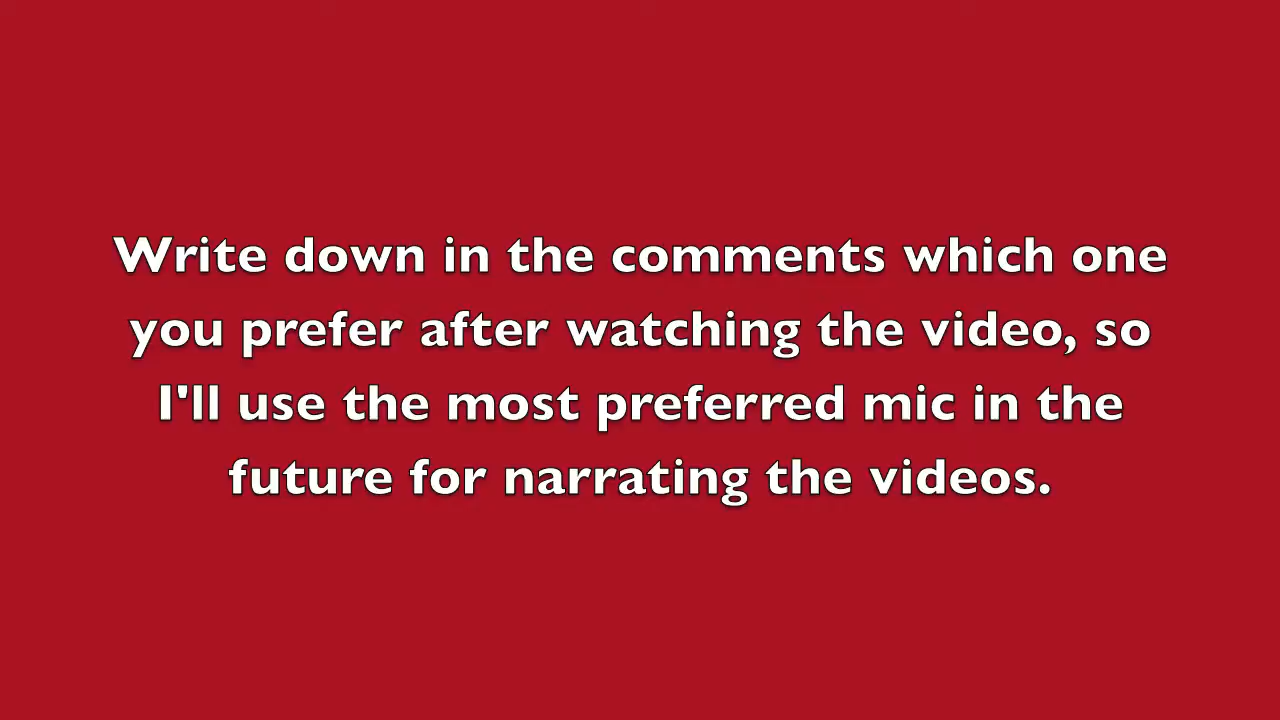 Write down in the comments which one
you prefer after watching the video, so
I'll use the most preferred mic in the
future for narrating the videos.